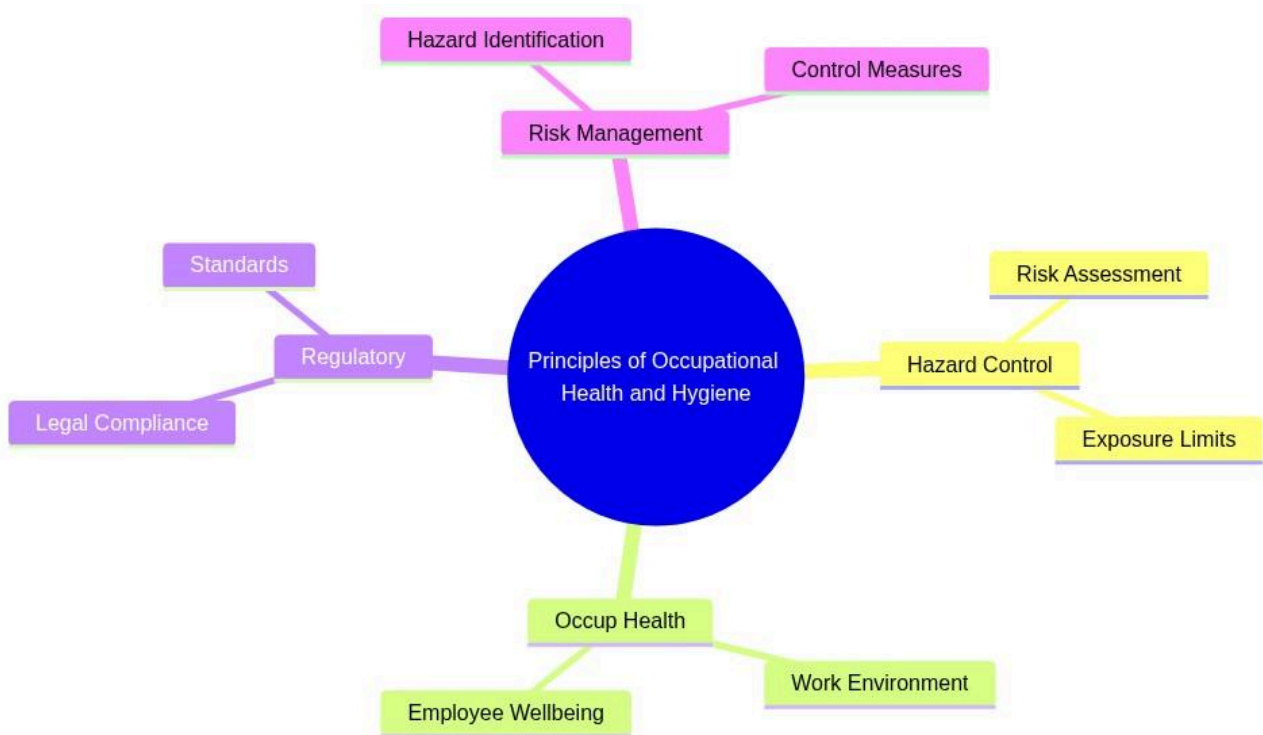 Hazard Identification
Control Measures
Risk Management
Standards
Risk Assessment
Regulatory
Principles of Occupational
Health and Hygiene
Hazard Control
Legal Compliance
Exposure Limits
Occup Health
Work Environment
Employee Wellbeing